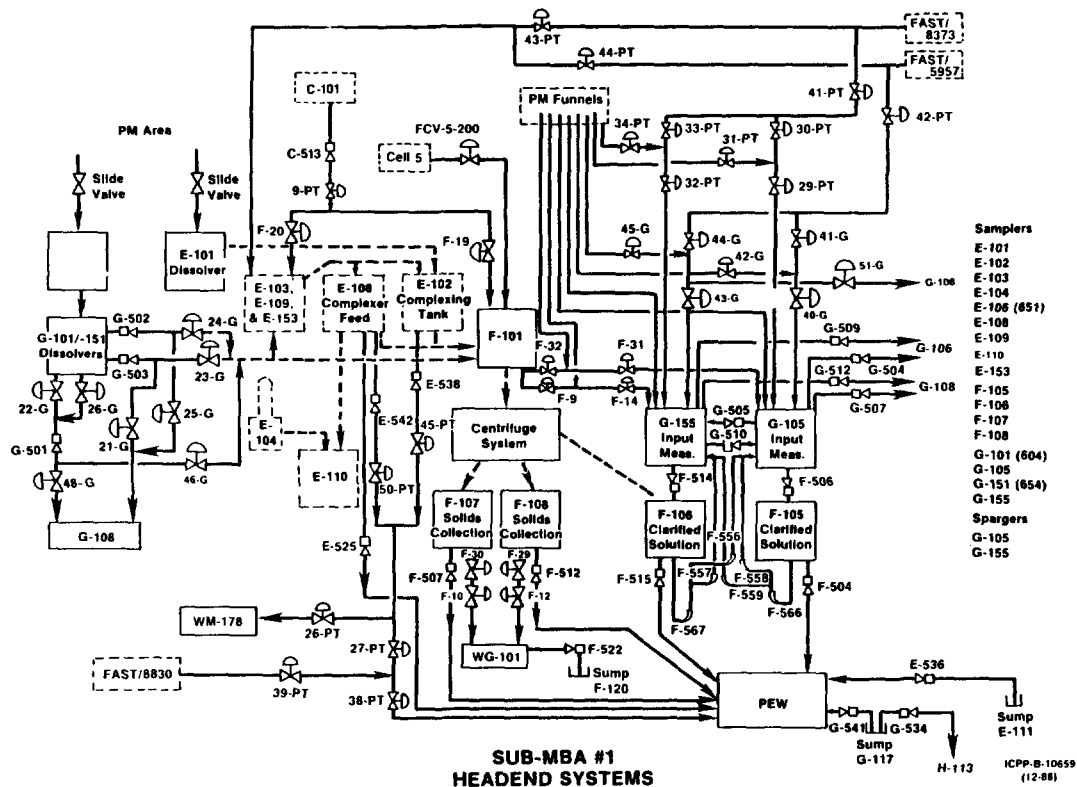 FAST/
8373
43-PT
44-PT
FAST/
5957
C-101
PM Funnels
41-PT
42-PT
PM Area
FCV-5-200
34-PT
33-PT
31-PT
30-PT
C-513
Cell 5
Slide
Valve
Slide
Valve
9-PT
32-PT
29-PT
F-20
F-19
45-G
44-G
41-G
42-G
51-G
G-108
E-101
Dissolver
E-103,
E-109,
& E-153
E-108
Complexer
Feed
E-102
Complexing
Tank
43-G
40-G
G-502
24-G
F-101
G-509
G-101/-151
Dissolvers
G-503
23-G
F-32
F-31
G-106
G-512
G-504
G-108
22-G
26-G
25-G
E-538
F-9
F-14
G-507
G-501
21-G
E-104
E-542
45-PT
Centrifuge
System
G-155
Input
Meas.
G-505
G-510
G-105
Input
Meas.
48-G
46-G
E-110
50-PT
F-514
F-506
G-108
F-107
Solids
Collection
F-108
Solids
Collection
F-106
Clarified
Solution
F-105
Clarified
Solution
F-556
E-525
F-507
F-30
F-29
F-512
F-515
F-557
F-558
F-559
F-504
F-10
F-12
F-566
F-567
WM-178
26-PT
27-PT
WG-101
F-522
Sump
F-120
FAST/8830
39-PT
38-PT
PEW
E-536
Sump
E-111
G-541
G-534
Sump
G-117
H-113
Samplers
E-101
E-102
E-103
E-104
E-106 (651)
E-108
E-109
E-110
E-153
F-105
F-106
F-107
F-108
G-101 (604)
G-105
G-151 (654)
G-155
Spargers
G-105
G-155
SUB-MBA #1
HEADEND SYSTEMS
ICPP-B-10659
(12-86)